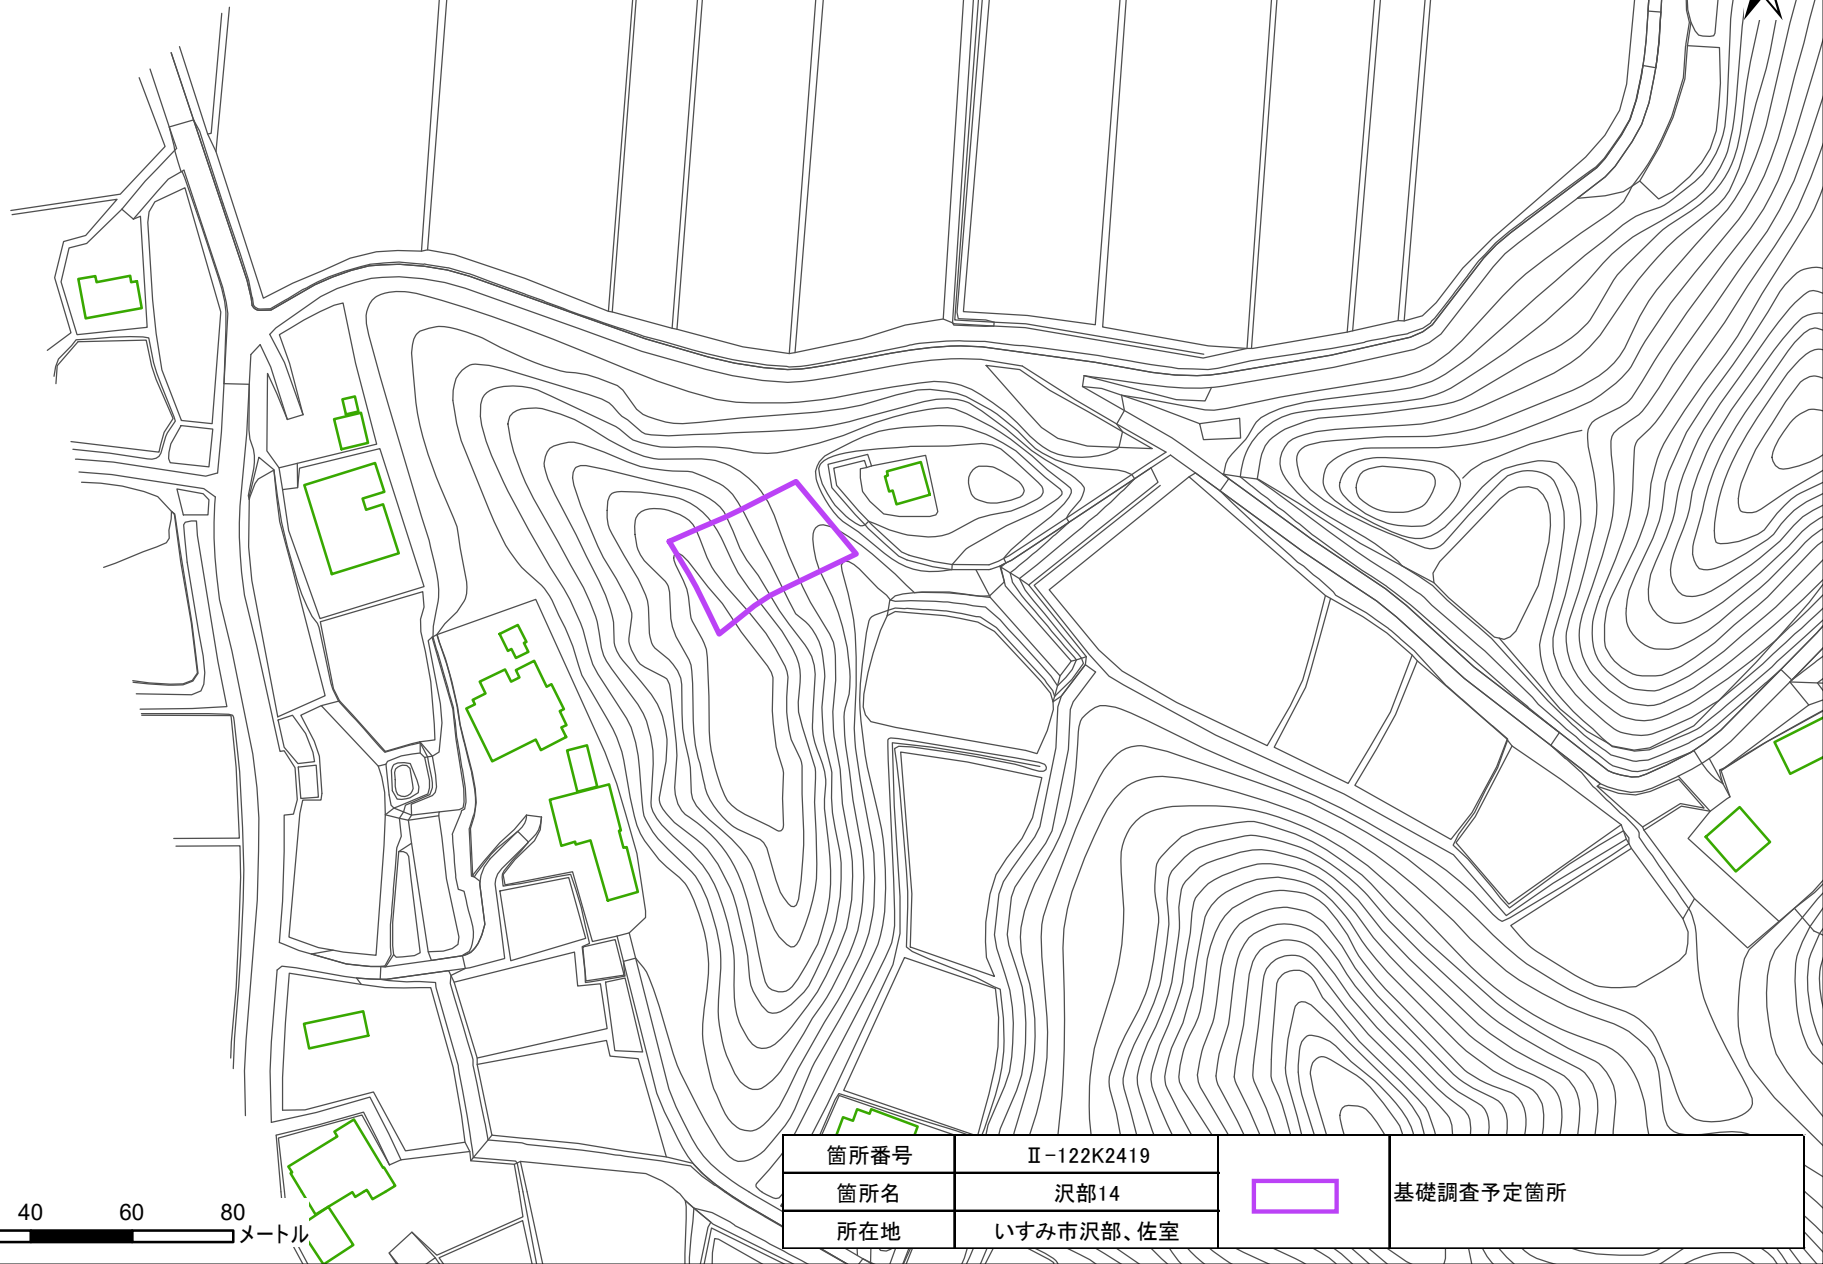 40 60 80
メートル
箇所番号 Ⅱ-122K2419
箇所名 沢部14
所在地 いすみ市沢部、佐室
基礎調査予定箇所